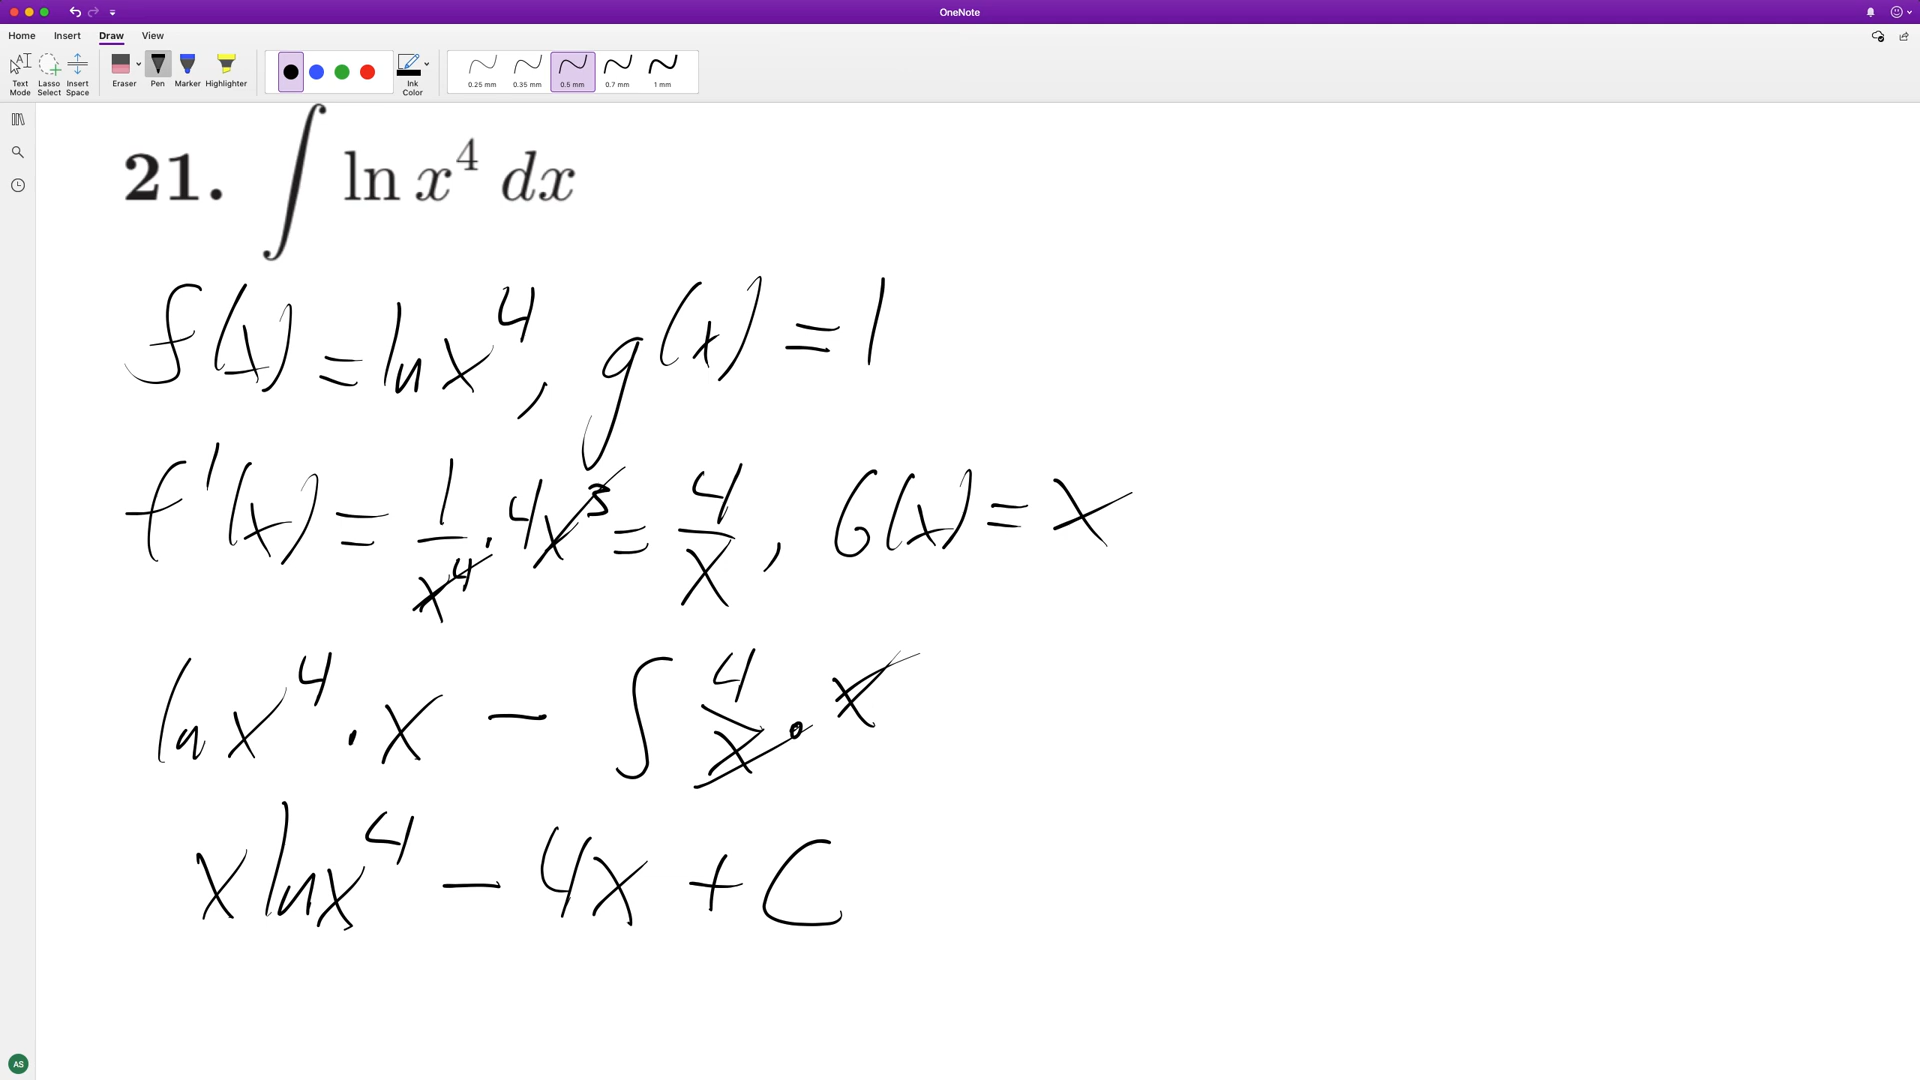 OneNote
Home Insert Draw View
Text Mode Lasso Select Insert Space Eraser Pen Marker Highlighter Ink Color 0.25 mm 0.35 mm 0.5 mm 0.7 mm 1 mm
21. ∫ ln x⁴ dx
f(x) = ln x⁴, g(x) = 1
f'(x) = 1/x⁴ · 4x³ = 4/x, G(x) = x
ln x⁴ · x − ∫ 4/x · x
x ln x⁴ − 4x + C
AS